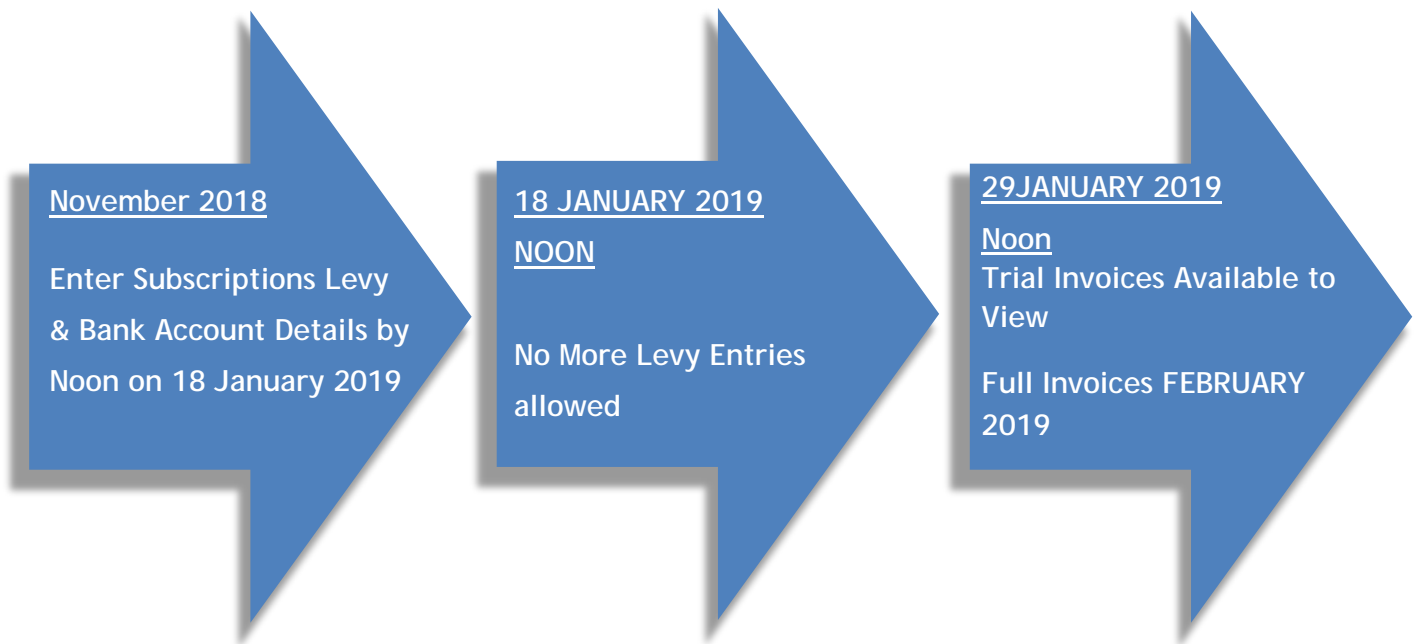 November 2018
Enter Subscriptions Levy
& Bank Account Details by
Noon on 18 January 2019
18 JANUARY 2019
NOON
No More Levy Entries
allowed
29JANUARY 2019
Noon
Trial Invoices Available to
View
Full Invoices FEBRUARY
2019